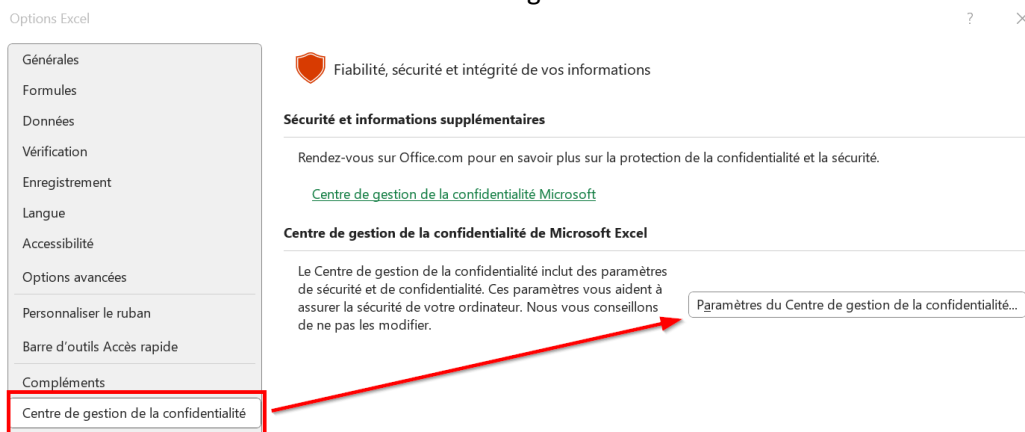 Options Excel ? ×
Générales
Formules
Données
Vérification
Enregistrement
Langue
Accessibilité
Options avancées
Personnaliser le ruban
Barre d'outils Accès rapide
Compléments
Centre de gestion de la confidentialité
Fiabilité, sécurité et intégrité de vos informations
Sécurité et informations supplémentaires
Rendez-vous sur Office.com pour en savoir plus sur la protection de la confidentialité et la sécurité.
Centre de gestion de la confidentialité Microsoft
Centre de gestion de la confidentialité de Microsoft Excel
Le Centre de gestion de la confidentialité inclut des paramètres
de sécurité et de confidentialité. Ces paramètres vous aident à
assurer la sécurité de votre ordinateur. Nous vous conseillons
de ne pas les modifier.
Paramètres du Centre de gestion de la confidentialité...